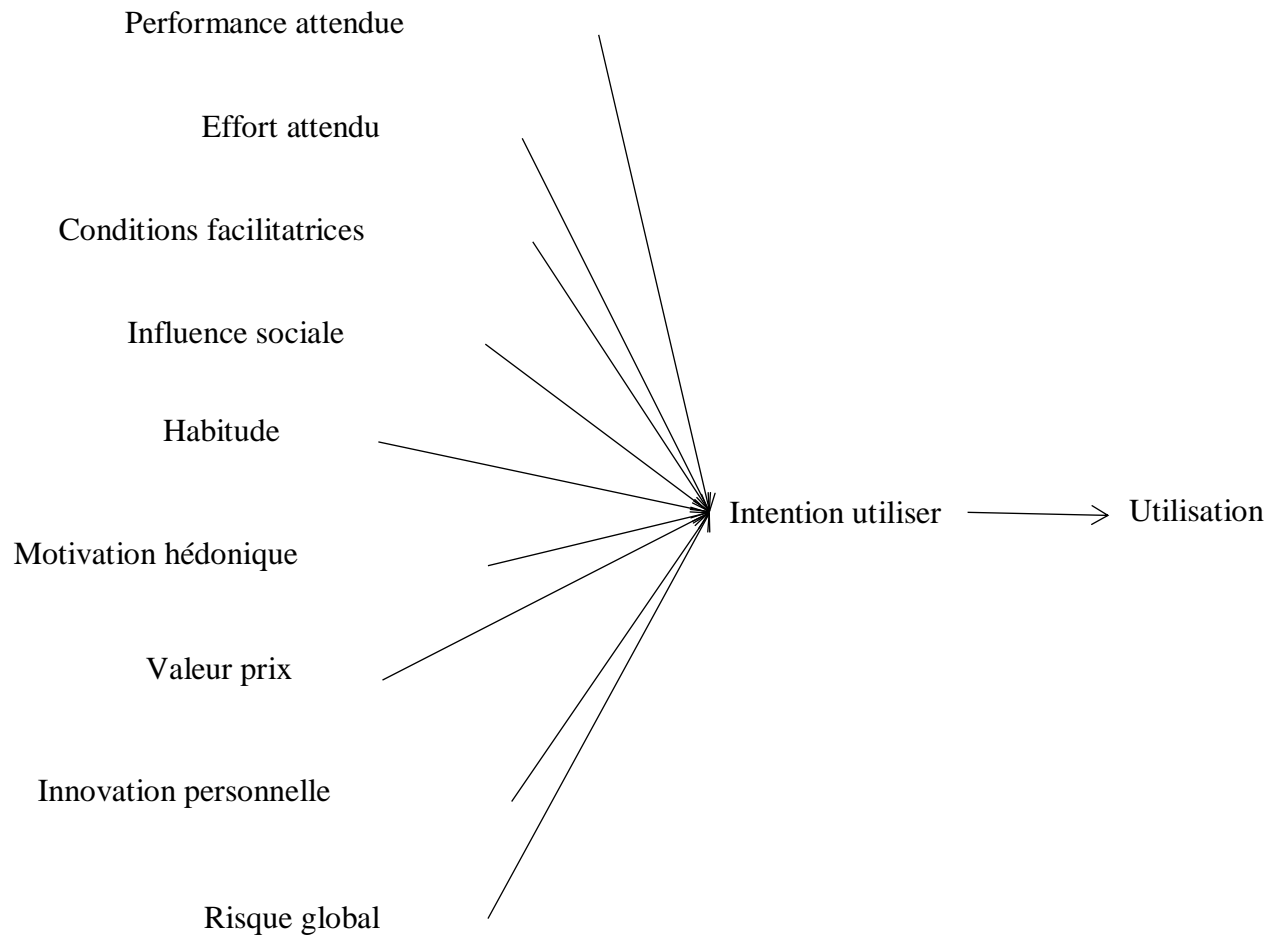 Performance attendue
Effort attendu
Conditions facilitatrices
Influence sociale
Habitude
Intention utiliser
Utilisation
Motivation hédonique
Valeur prix
Innovation personnelle
Risque global